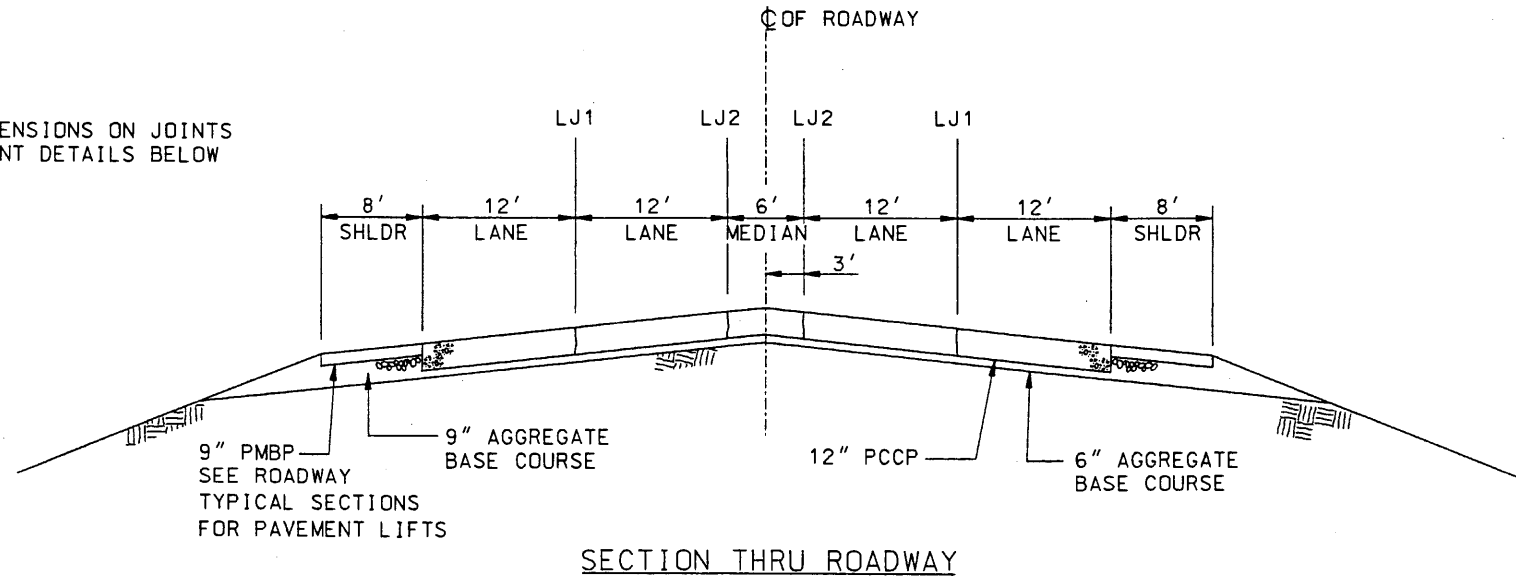 ℄ OF ROADWAY
ENSIONS ON JOINTS
NT DETAILS BELOW
LJ1 LJ2 LJ2 LJ1
8' 12' 12' 6' 12' 12' 8'
SHLDR LANE LANE MEDIAN LANE LANE SHLDR
3'
9" PMBP
SEE ROADWAY
TYPICAL SECTIONS
FOR PAVEMENT LIFTS
9" AGGREGATE
BASE COURSE
12" PCCP
6" AGGREGATE
BASE COURSE
SECTION THRU ROADWAY